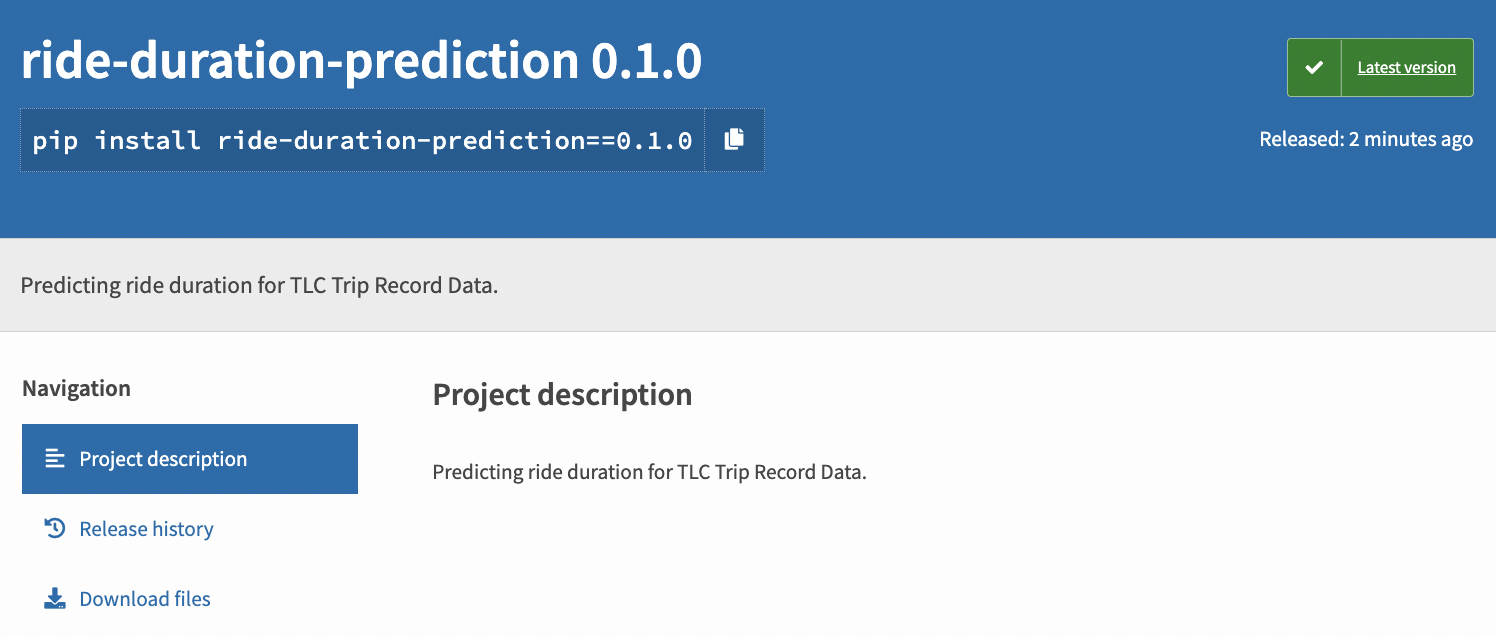 ride-duration-prediction 0.1.0
Latest version
pip install ride-duration-prediction==0.1.0
Released: 2 minutes ago
Predicting ride duration for TLC Trip Record Data.
Navigation
Project description
Release history
Download files
Project description
Predicting ride duration for TLC Trip Record Data.